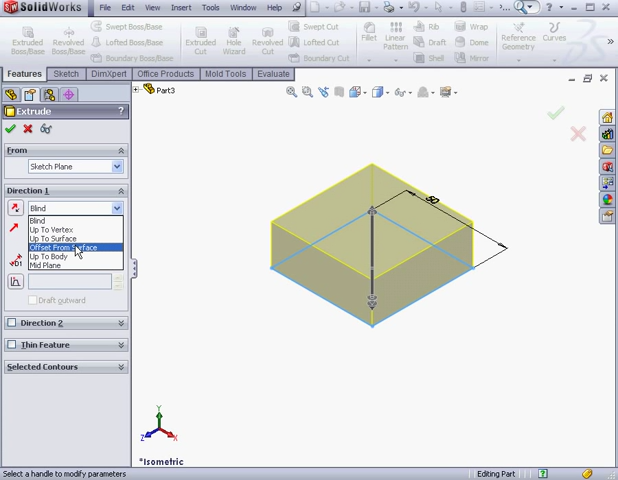 SolidWorks File Edit View Insert Tools
Extruded Boss/Base
Revolved Boss/Base
Swept Boss/Base
Lofted Boss/Base
Boundary Boss/Base
Extruded Cut
Hole Wizard
Revolved Cut
Swept Cut
Lofted Cut
Boundary Cut
Fillet
Linear Pattern
Rib
Draft
Shell
Wrap
Dome
Mirror
Reference Geometry
Curves
Features Sketch DimXpert Office Products Mold Tools Evaluate
Part3
Extrude ?
From
Sketch Plane
Direction 1
Blind
Blind
Up To Vertex
Up To Surface
Offset From Surface
Up To Body
Mid Plane
D1
Draft outward
Direction 2
Thin Feature
Selected Contours
50
Y
Z
X
*Isometric
Select a handle to modify parameters
Editing Part